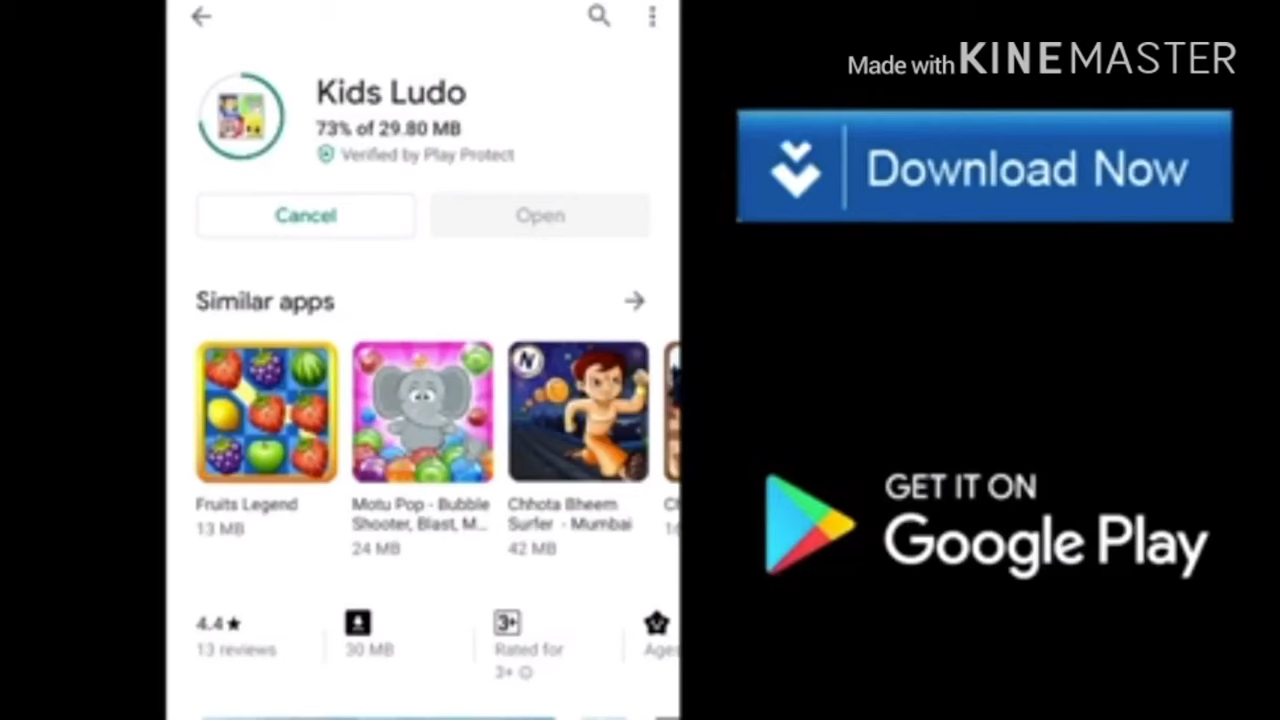 Kids Ludo
73% of 29.80 MB
Verified by Play Protect
Cancel
Open
Similar apps
Fruits Legend
13 MB
Motu Pop - Bubble
Shooter, Blast, M...
24 MB
Chhota Bheem
Surfer - Mumbai
42 MB
4.4★
13 reviews
30 MB
3+
Rated for
3+
Made with KINEMASTER
Download Now
GET IT ON
Google Play